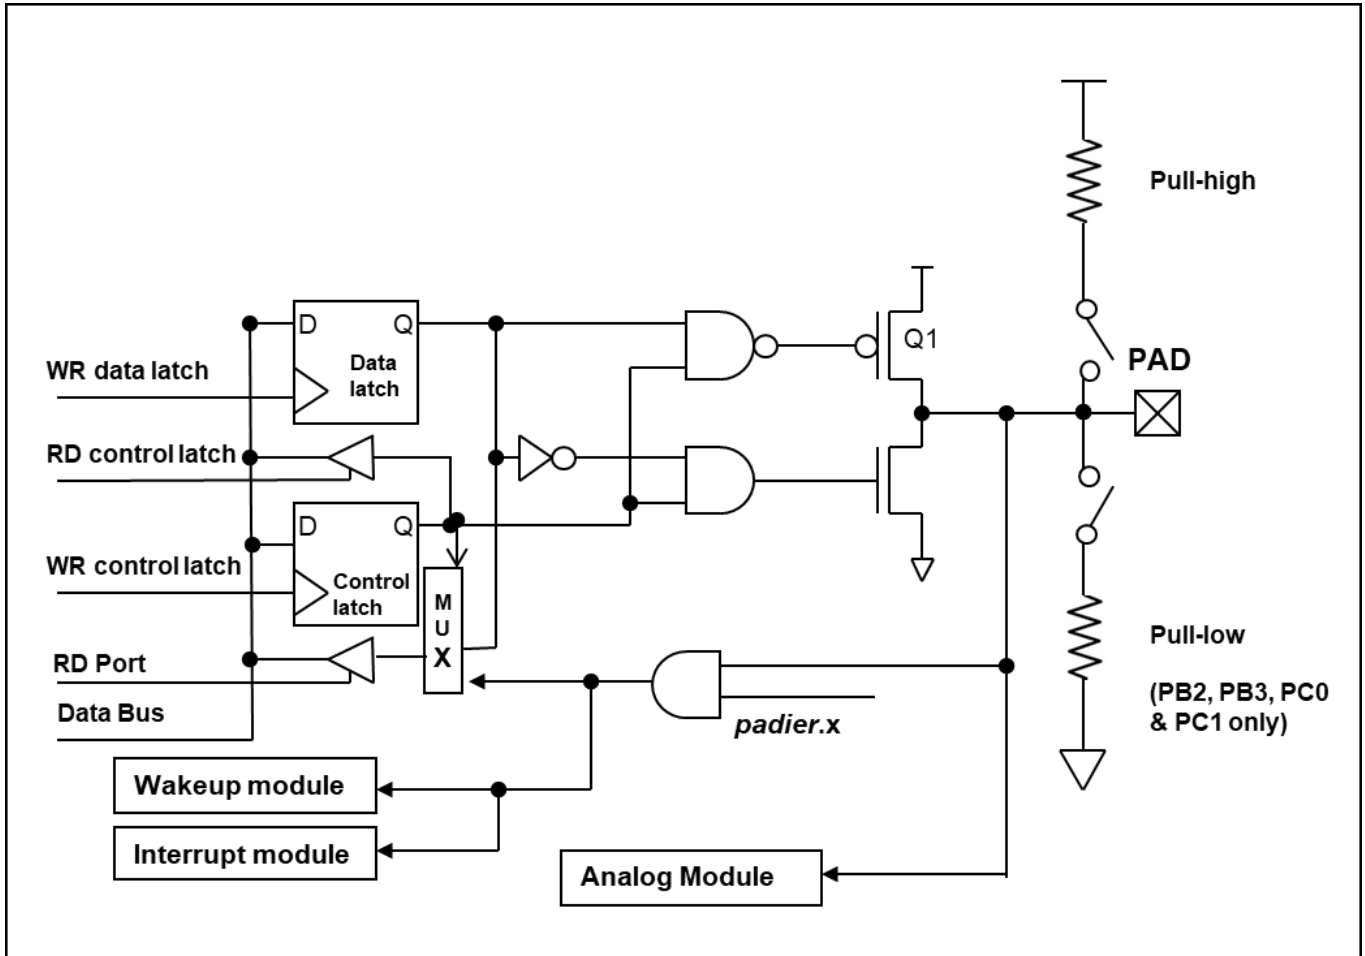 Pull-high
D
Q
Data
latch
Q1
WR data latch
PAD
RD control latch
D
Q
Control
latch
WR control latch
M
U
X
RD Port
Pull-low
(PB2, PB3, PC0
& PC1 only)
Data Bus
padier.x
Wakeup module
Interrupt module
Analog Module